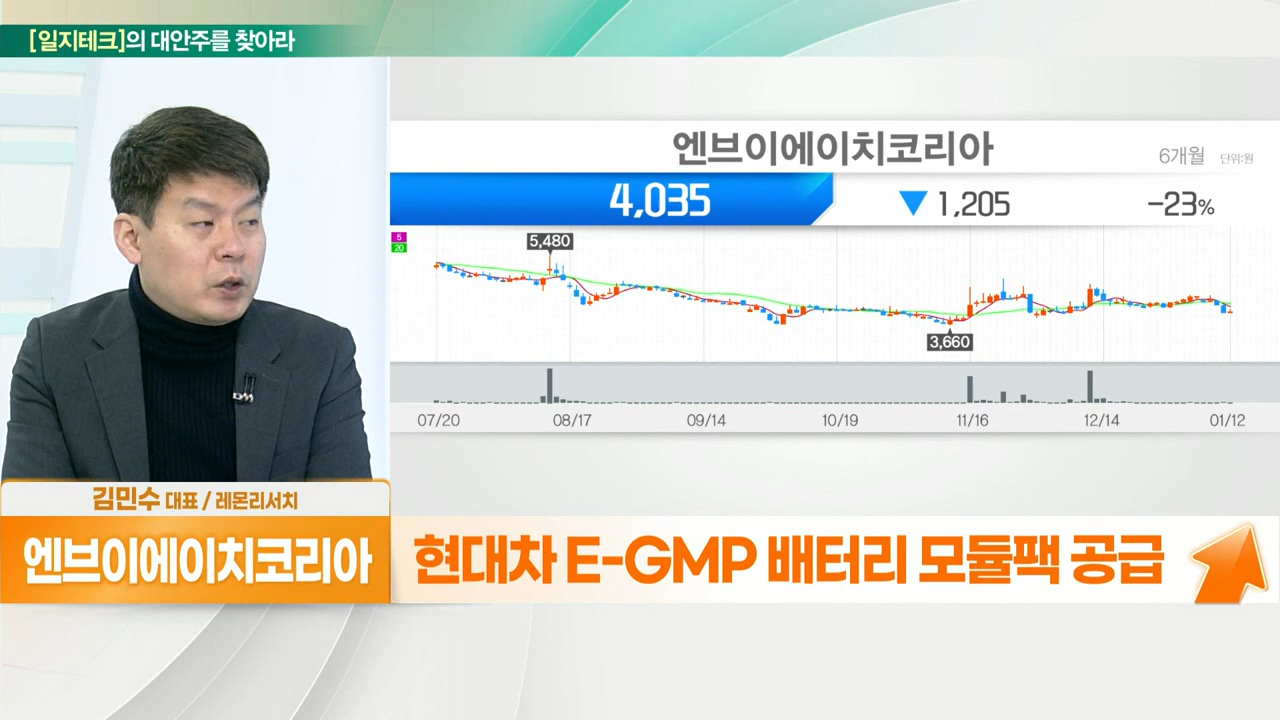 [일지테크]의 대안주를 찾아라
엔브이에이치코리아
6개월 단위:원
4,035 ▼1,205 -23%
5
20
5,480
3,660
07/20 08/17 09/14 10/19 11/16 12/14 01/12
김민수 대표 / 레몬리서치
엔브이에이치코리아
현대차 E-GMP 배터리 모듈팩 공급